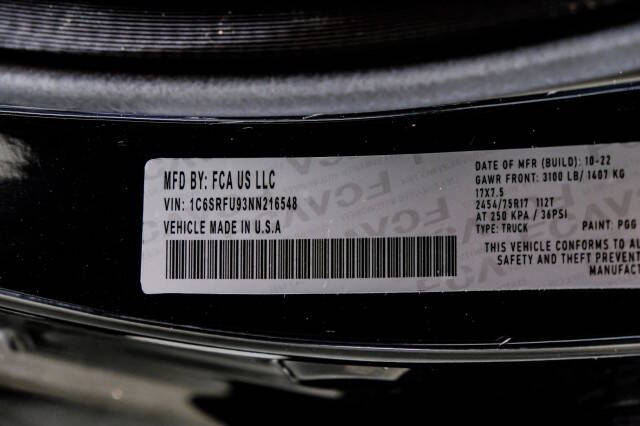 MFD BY: FCA US LLC
VIN: 1C6SRFU93NN216548
VEHICLE MADE IN U.S.A
DATE OF MFR (BUILD): 10-22
GAWR FRONT: 3100 LB/ 1407 KG
17X7.5
2454/75R17 112T
AT 250 KPA / 36PSI
TYPE: TRUCK PAINT: PGG
THIS VEHICLE CONFORMS TO AL
SAFETY AND THEFT PREVENT
MANUFACT